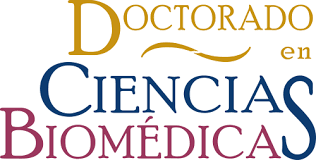 DOCTORADO
en
CIENCIAS
BIOMÉDICAS